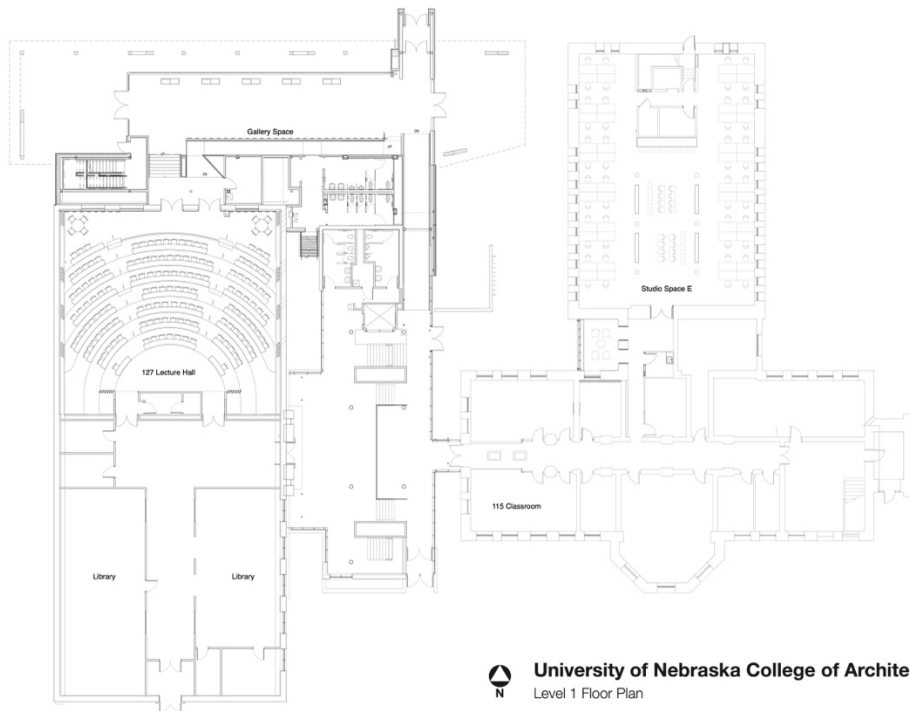 Gallery Space
Studio Space E
127 Lecture Hall
115 Classroom
Library
Library
N
University of Nebraska College of Archite
Level 1 Floor Plan